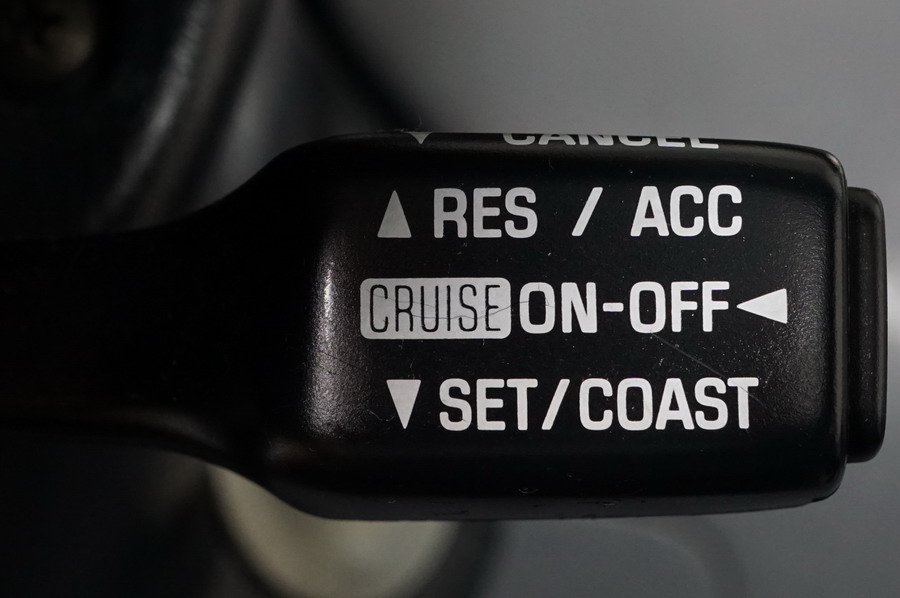 CANCEL
RES / ACC
CRUISE ON-OFF
SET/COAST